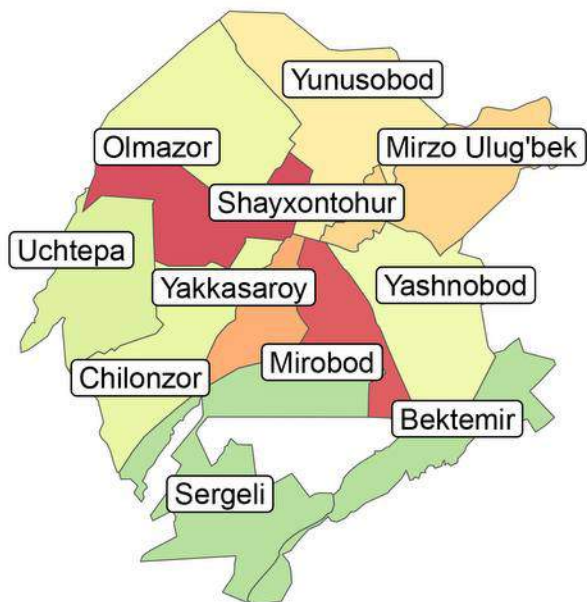 Yunusobod
Olmazor
Mirzo Ulug'bek
Shayxontohur
Uchtepa
Yakkasaroy
Yashnobod
Mirobod
Chilonzor
Bektemir
Sergeli